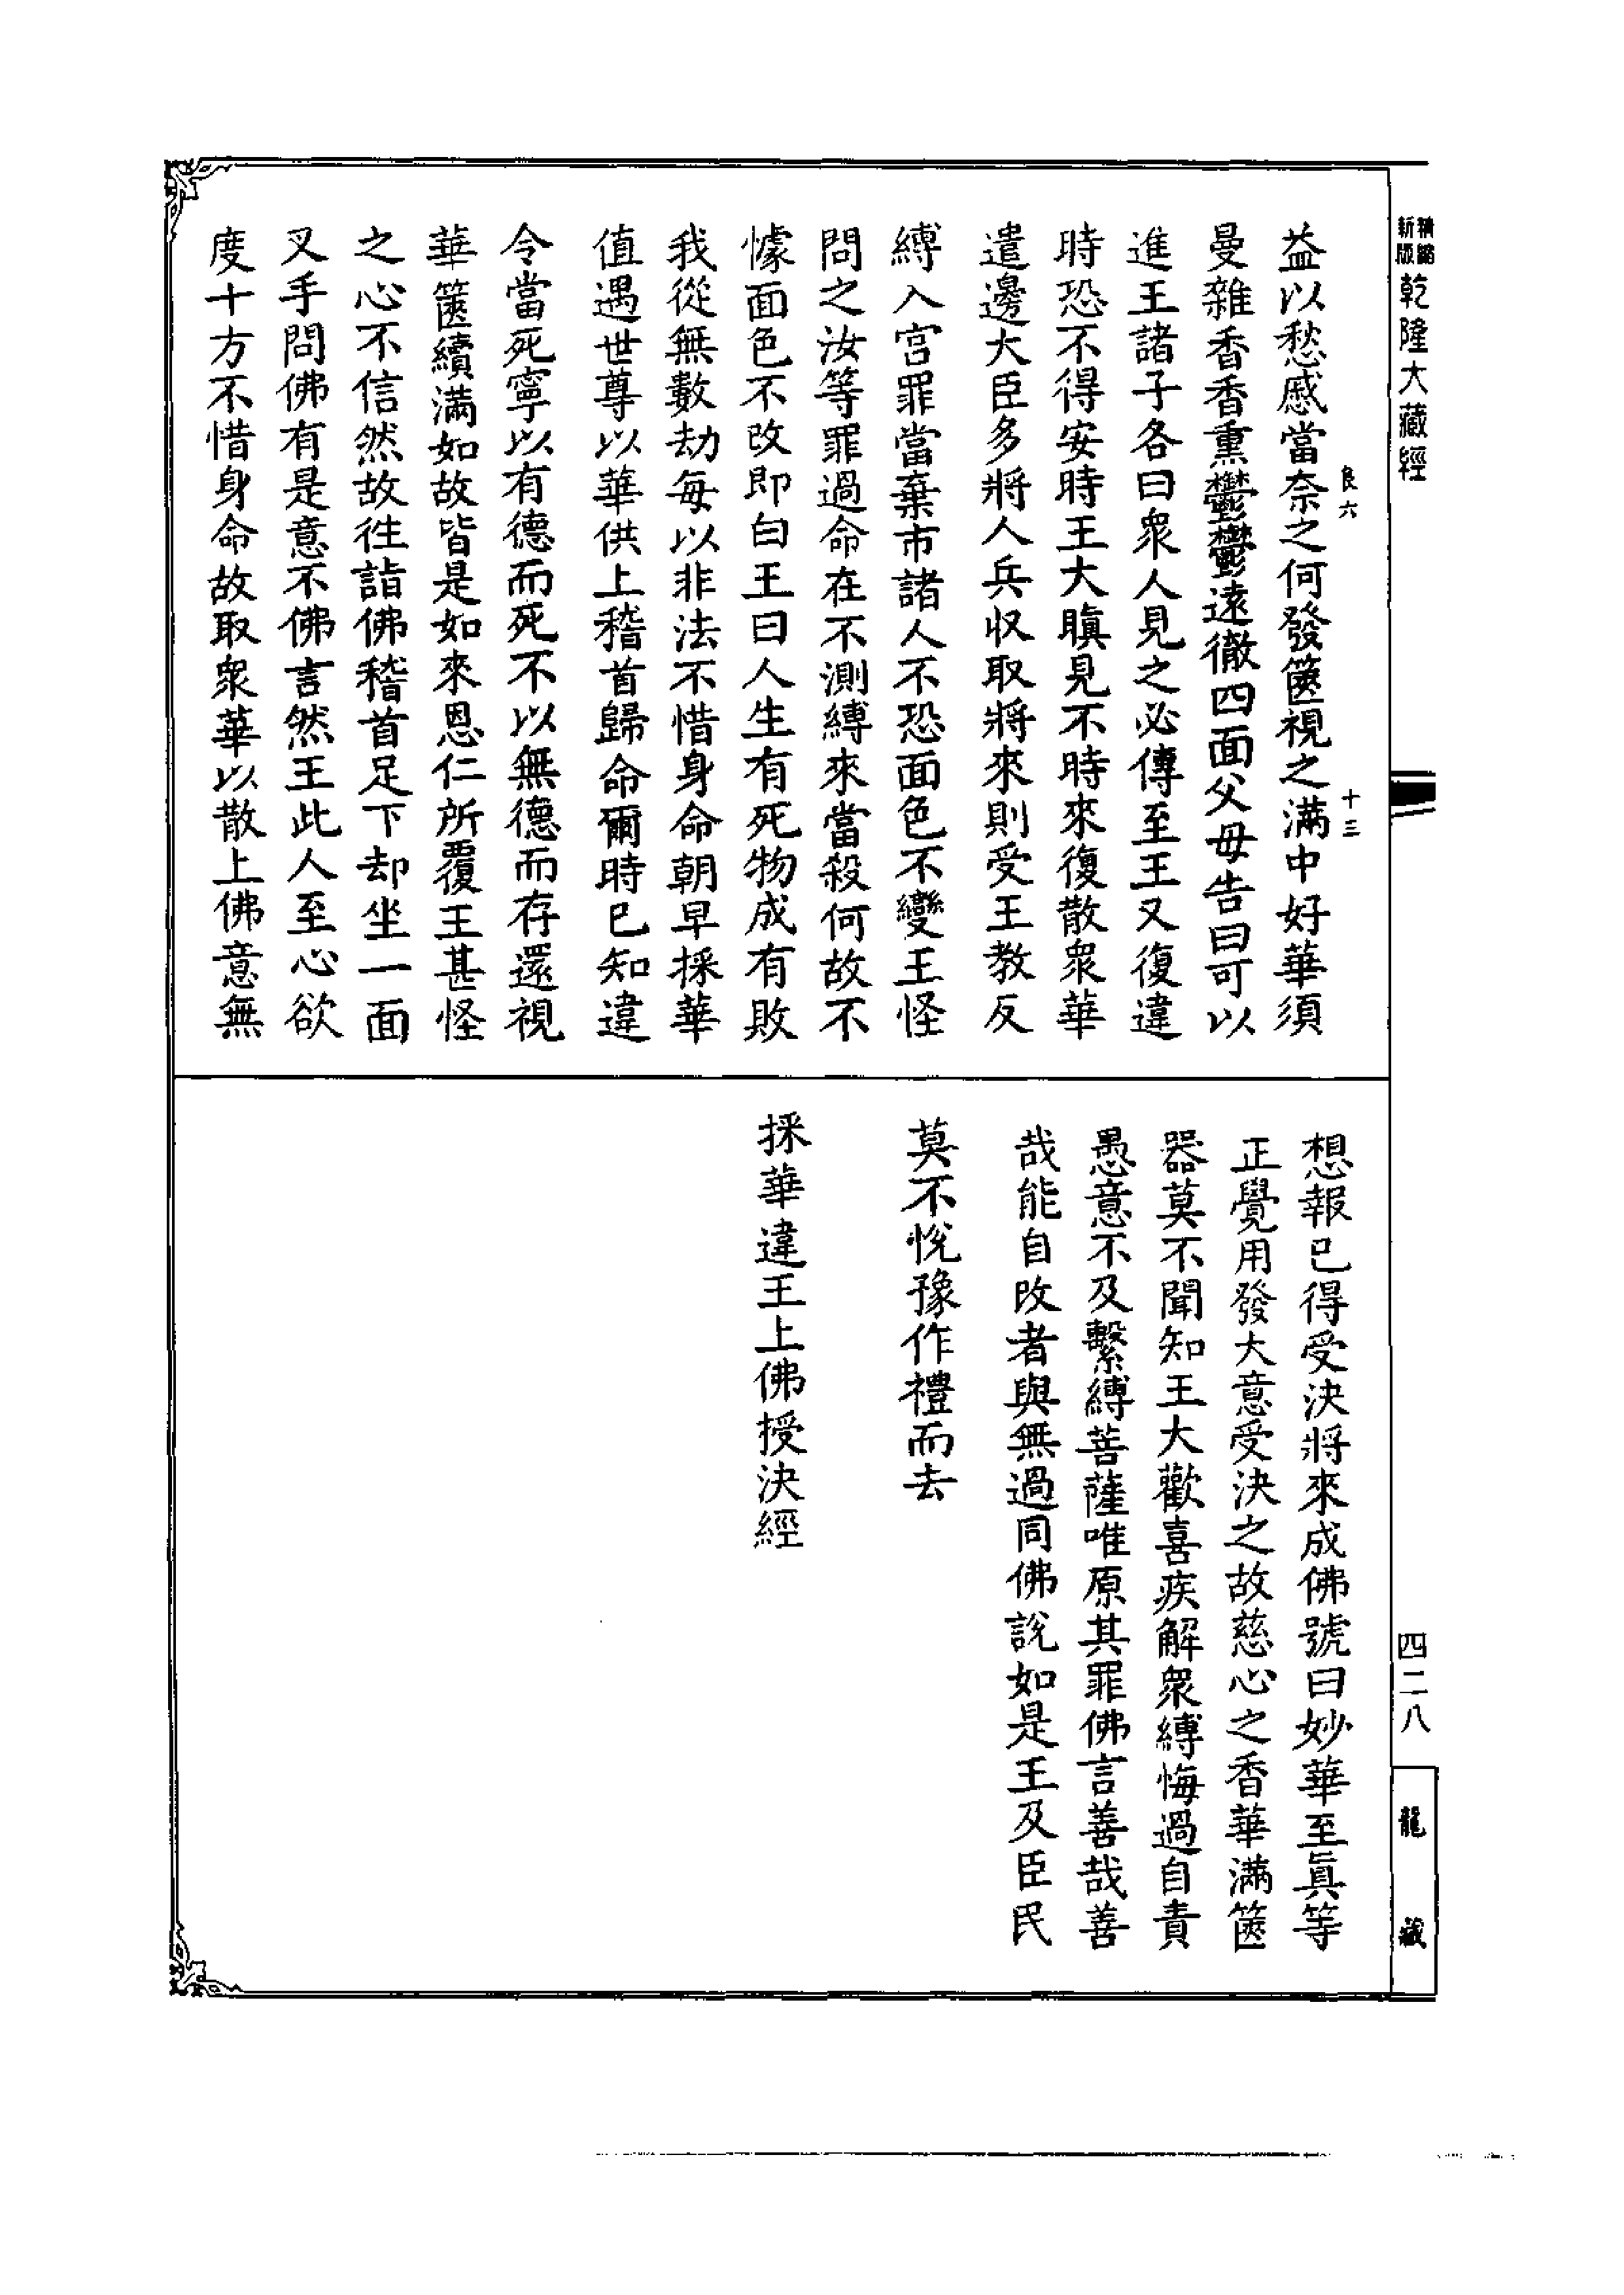 精縮
新版
乾隆大藏經
四二八
龍藏
良六
十三
益以愁慼當奈之何發篋視之滿中好華須
曼雜香香熏鬱鬱遠徹四面父母告曰可以
進王諸子各曰衆人見之必傳至王王又復違
時恐不得安時王大瞋見不時來復散衆華
遣邊大臣多將人兵收取將來則受王教反
縛入宮罪當棄市諸人不恐面色不變王怪
問之汝等罪過命在不測縛來當殺何故不
懅面色不改即白王曰人生有死物成有敗
我從無數劫每以非法不惜身命朝早採華
值遇世尊以華供上稽首歸命爾時已知違
令當死寧以有德而死不以無德而存還視
華篋續滿如故皆是如來恩仁所覆王甚怪
之心不信然故徃詣佛稽首足下却坐一面
叉手問佛有是意不佛言然王此人至心欲
度十方不惜身命故取衆華以散上佛意無
想報已得受決將來成佛號曰妙華至眞等
正覺用發大意受決之故慈心之香華滿篋
器莫不聞知王大歡喜疾解衆縛悔過自責
愚意不及繫縛菩薩唯原其罪佛言善哉善
哉能自改者與無過同佛說如是王及臣民
莫不悅豫作禮而去
採華違王上佛授決經